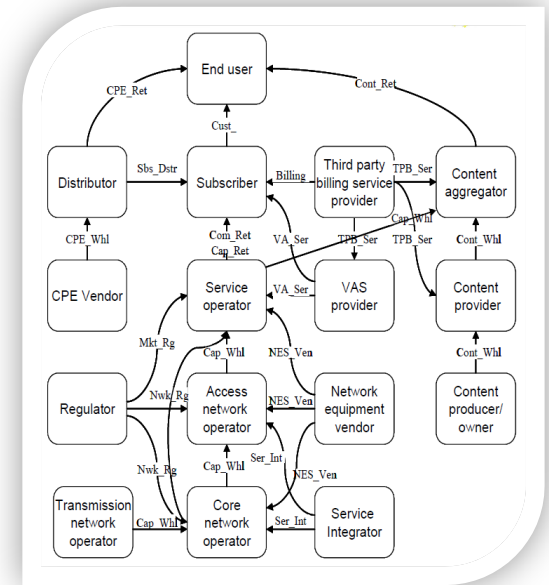 End user
CPE_Ret
Cont_Ret
Cust_
Distributor
Sbs_Dstr
Subscriber
Billing
Third party
billing service
provider
TPB_Ser
Content
aggregator
CPE_Whl
Com_Ret
Cap_Ret
VA_Ser
TPB_Ser
Cap_Whl
TPB_Ser
Cont_Whl
CPE Vendor
Service
operator
VA_Ser
VAS
provider
Content
provider
Mkt_Rg
Cap_Whl
NES_Ven
Cont_Whl
Regulator
Nwk_Rg
Access
network
operator
NES_Ven
Network
equipment
vendor
Content
producer/
owner
Nwk_Rg
Cap_Whl
Ser_Int
NES_Ven
Transmission
network
operator
Cap_Whl
Core
network
operator
Ser_Int
Service
Integrator